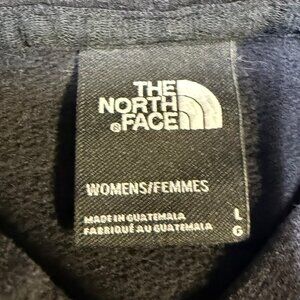 THE
NORTH
FACE
WOMENS/FEMMES
MADE IN GUATEMALA L
FABRIQUÉ AU GUATEMALA G